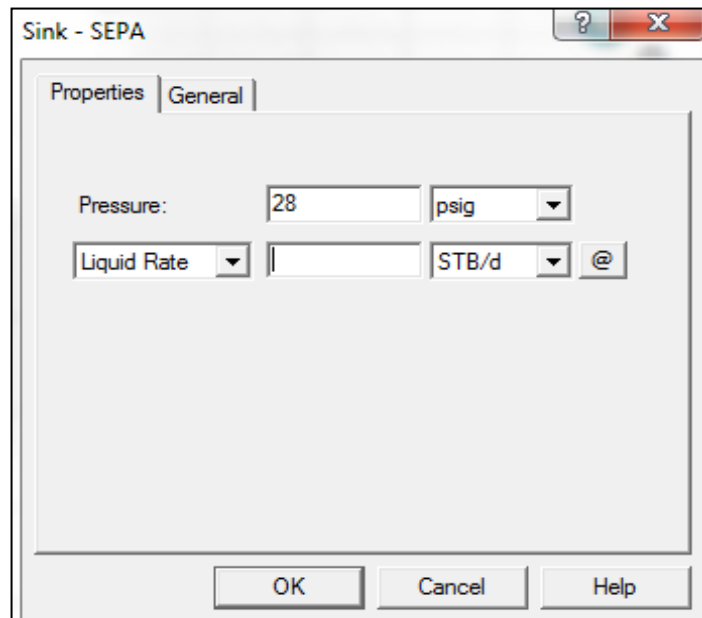 Sink - SEPA ? X
Properties General
Pressure: 28 psig
Liquid Rate STB/d @
OK Cancel Help